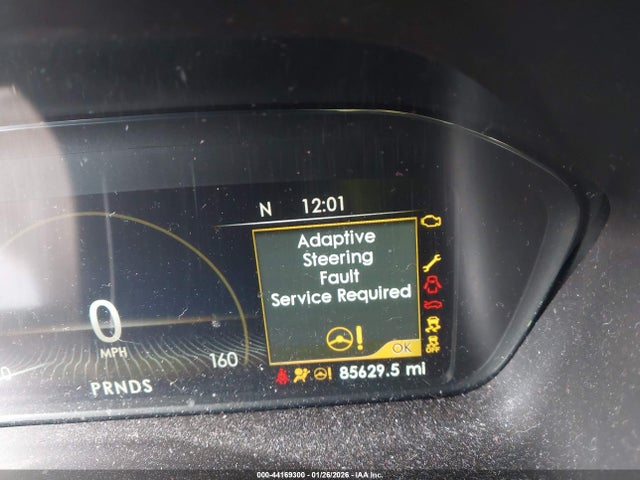 N 12:01
Adaptive
Steering
Fault
Service Required
OK
0
MPH
0 160
PRNDS
85629.5 mi
000-44169300 | 01/26/2026 | IAA Inc.